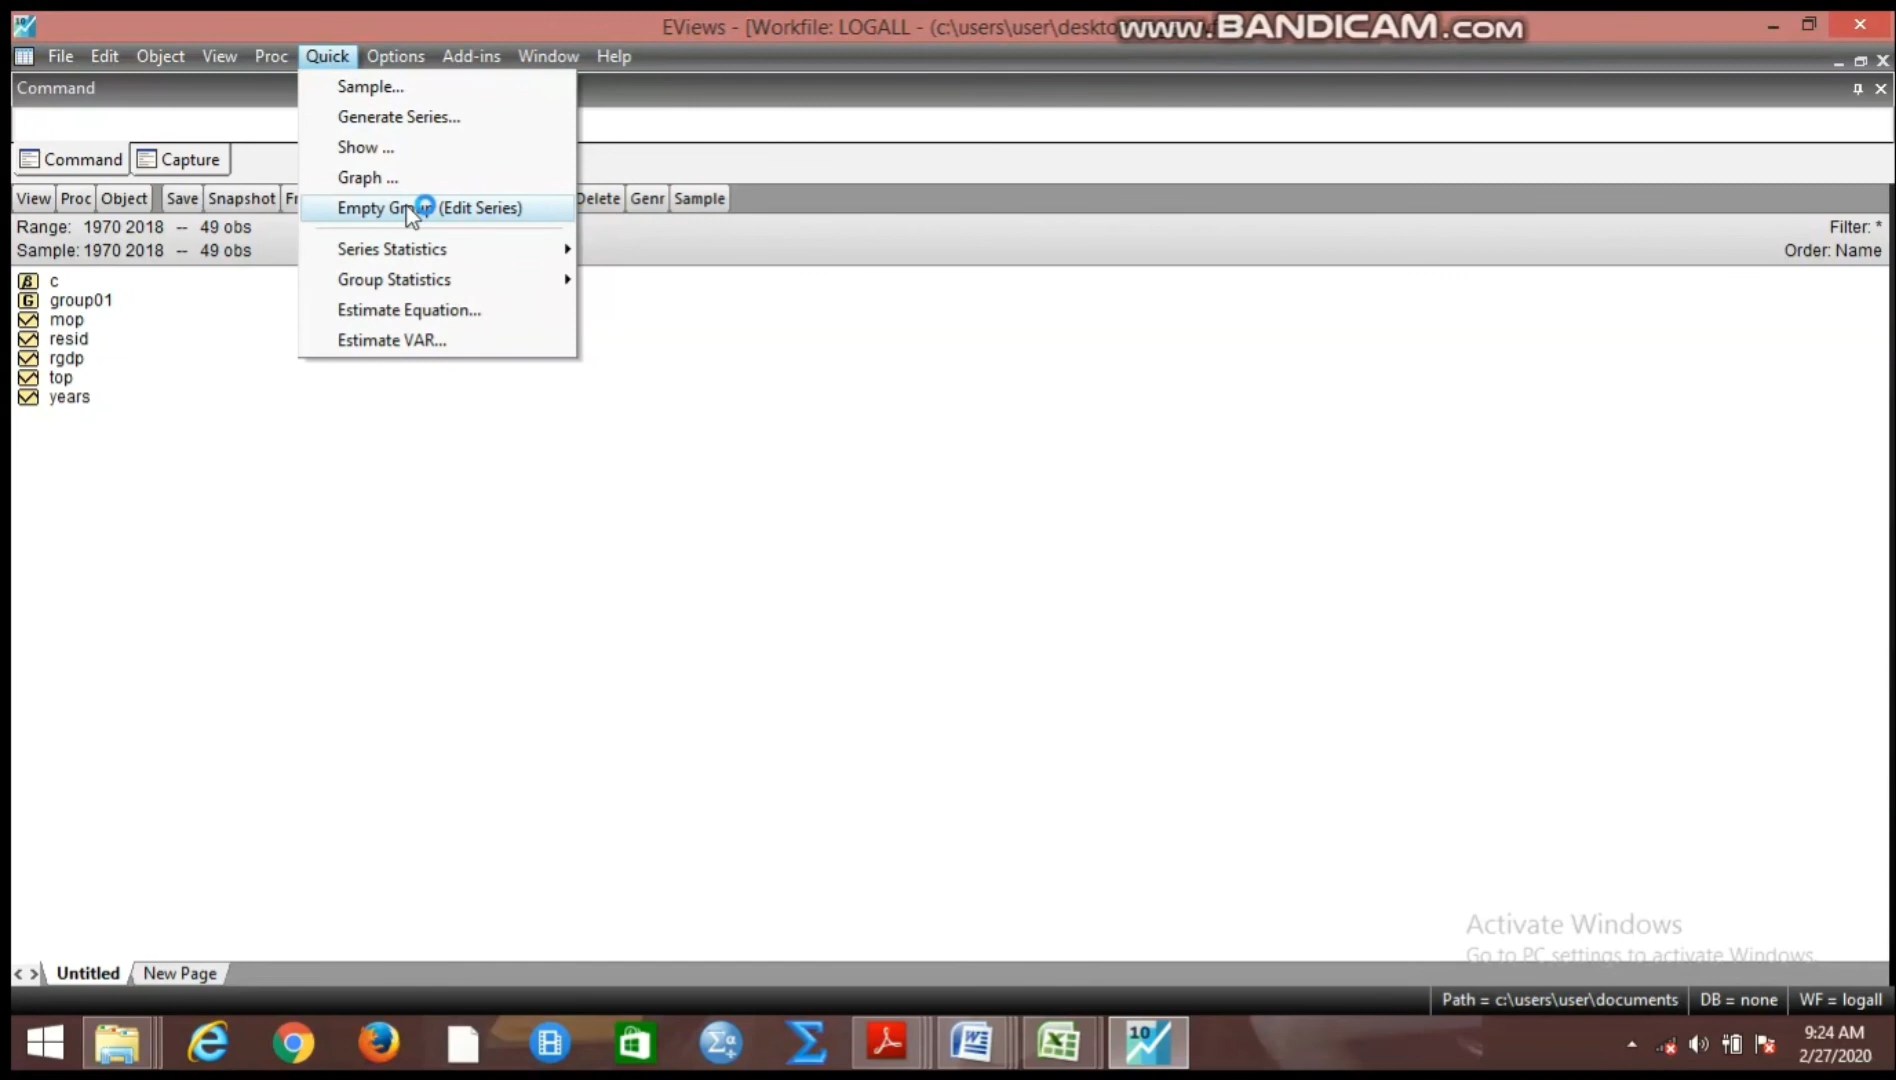 EViews - [Workfile: LOGALL - (c:\users\user\deskto
www.BANDICAM.com
File Edit Object View Proc Quick Options Add-ins Window Help
Command
Sample...
Generate Series...
Show ...
Graph ...
Empty Group (Edit Series)
Series Statistics
Group Statistics
Estimate Equation...
Estimate VAR...
Command Capture
View Proc Object Save Snapshot Fr Delete Genr Sample
Range: 1970 2018 -- 49 obs Filter: *
Sample: 1970 2018 -- 49 obs Order: Name
c
group01
mop
resid
rgdp
top
years
Activate Windows
Go to PC settings to activate Windows.
Untitled New Page
Path = c:\users\user\documents DB = none WF = logall
9:24 AM
2/27/2020